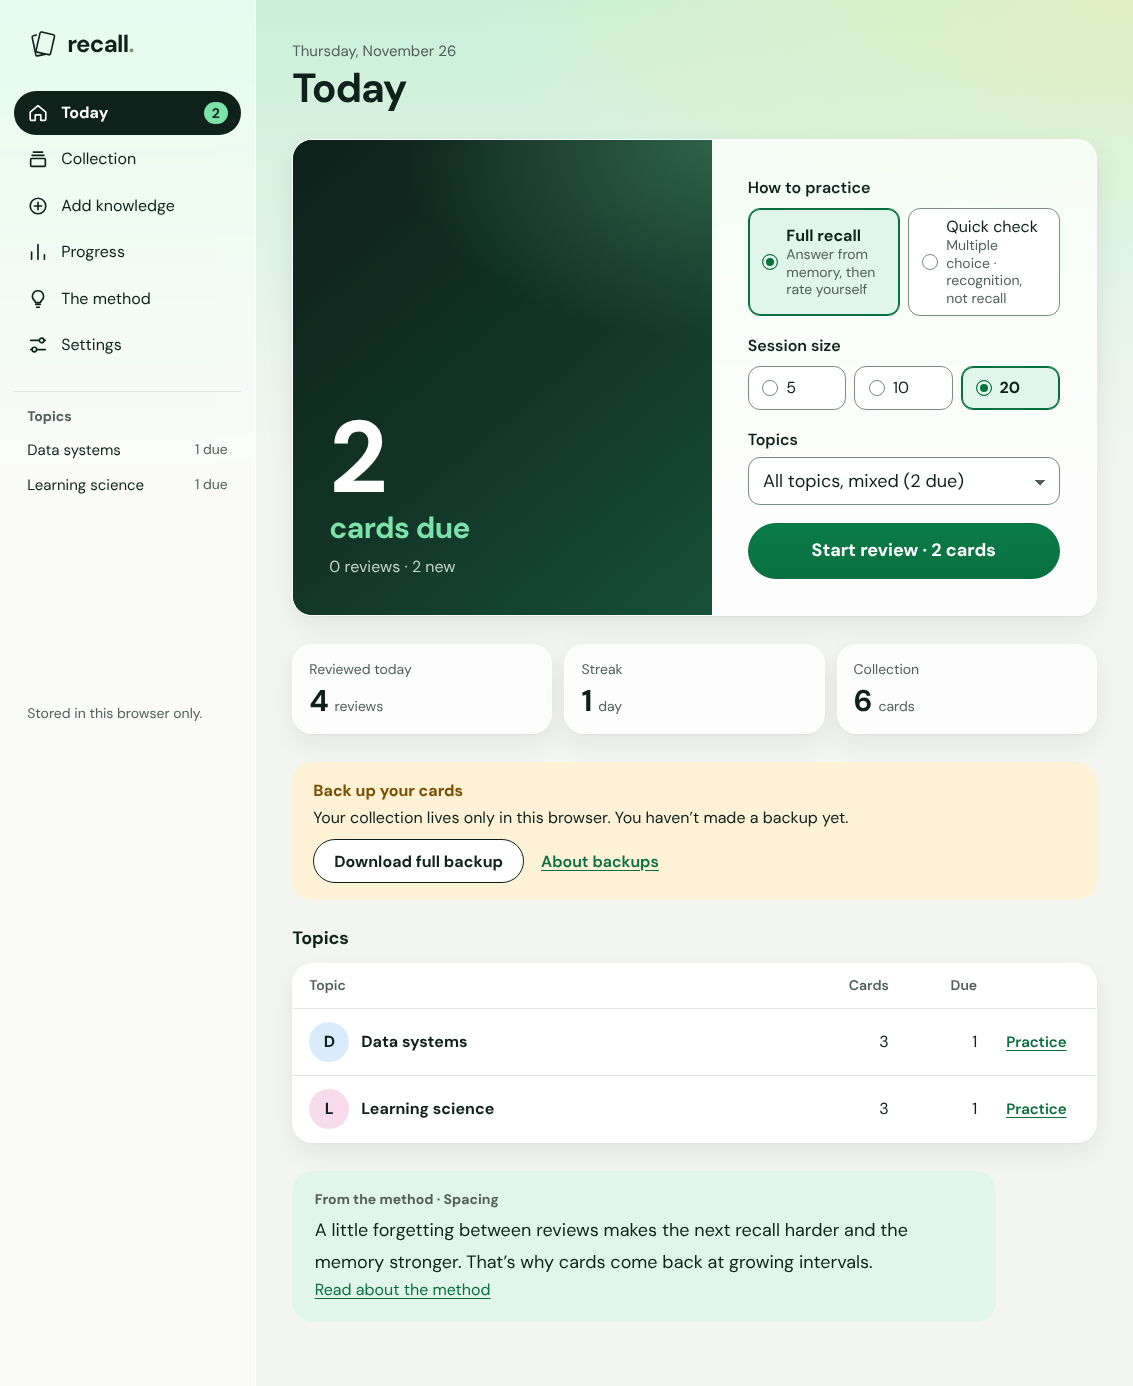 recall.
Today 2
Collection
Add knowledge
Progress
The method
Settings
Topics
Data systems 1 due
Learning science 1 due
Stored in this browser only.
Thursday, November 26
Today
2
cards due
0 reviews · 2 new
How to practice
Full recall
Answer from
memory, then
rate yourself
Quick check
Multiple
choice ·
recognition,
not recall
Session size
5 10 20
Topics
All topics, mixed (2 due)
Start review · 2 cards
Reviewed today
4 reviews
Streak
1 day
Collection
6 cards
Back up your cards
Your collection lives only in this browser. You haven’t made a backup yet.
Download full backup About backups
Topics
Topic Cards Due
D Data systems 3 1 Practice
L Learning science 3 1 Practice
From the method · Spacing
A little forgetting between reviews makes the next recall harder and the
memory stronger. That’s why cards come back at growing intervals.
Read about the method